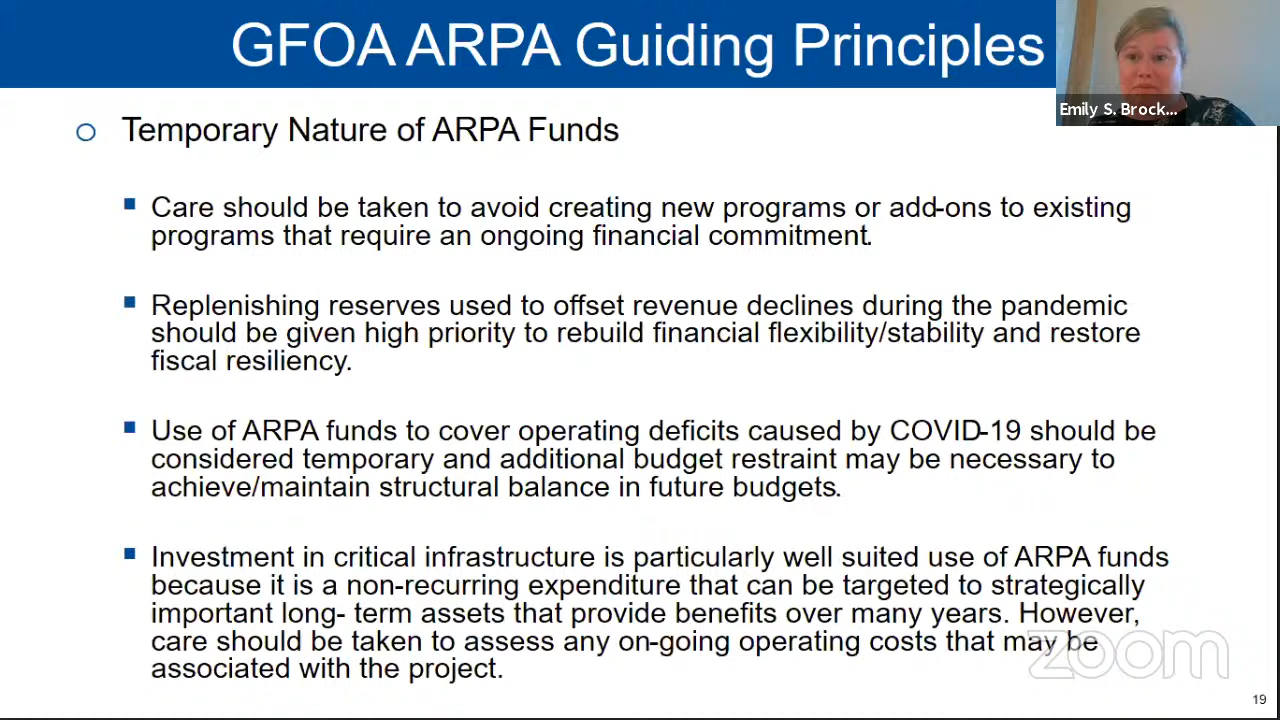 GFOA ARPA Guiding Principles
Emily S. Brock...
Temporary Nature of ARPA Funds
Care should be taken to avoid creating new programs or add-ons to existing
programs that require an ongoing financial commitment.
Replenishing reserves used to offset revenue declines during the pandemic
should be given high priority to rebuild financial flexibility/stability and restore
fiscal resiliency.
Use of ARPA funds to cover operating deficits caused by COVID-19 should be
considered temporary and additional budget restraint may be necessary to
achieve/maintain structural balance in future budgets.
Investment in critical infrastructure is particularly well suited use of ARPA funds
because it is a non-recurring expenditure that can be targeted to strategically
important long- term assets that provide benefits over many years. However,
care should be taken to assess any on-going operating costs that may be
associated with the project.
zoom
19